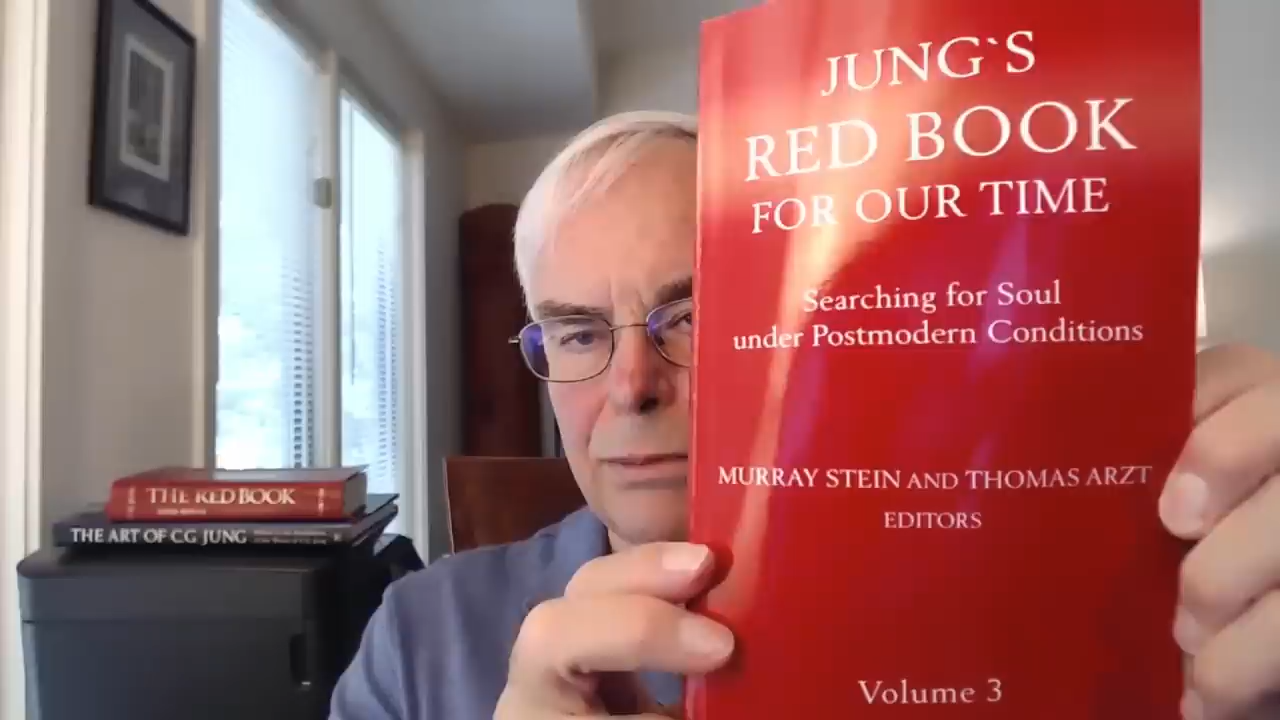 JUNG`S
RED BOOK
FOR OUR TIME
Searching for Soul
under Postmodern Conditions
MURRAY STEIN AND THOMAS ARZT
EDITORS
Volume 3
THE RED BOOK
THE ART OF C.G. JUNG